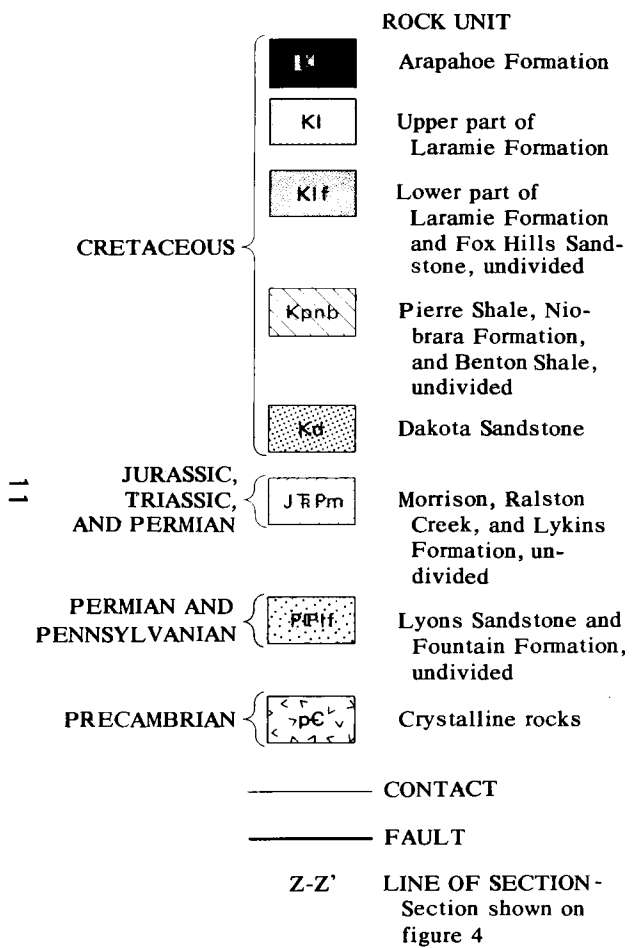 ROCK UNIT
Arapahoe Formation
Kl
Upper part of
Laramie Formation
Klf
Lower part of
Laramie Formation
and Fox Hills Sand-
stone, undivided
CRETACEOUS
Kpnb
Pierre Shale, Nio-
brara Formation,
and Benton Shale,
undivided
Kd
Dakota Sandstone
11
JURASSIC,
TRIASSIC,
AND PERMIAN
JTRPm
Morrison, Ralston
Creek, and Lykins
Formation, un-
divided
PERMIAN AND
PENNSYLVANIAN
Lyons Sandstone and
Fountain Formation,
undivided
PRECAMBRIAN
p€
Crystalline rocks
CONTACT
FAULT
Z-Z'
LINE OF SECTION-
Section shown on
figure 4